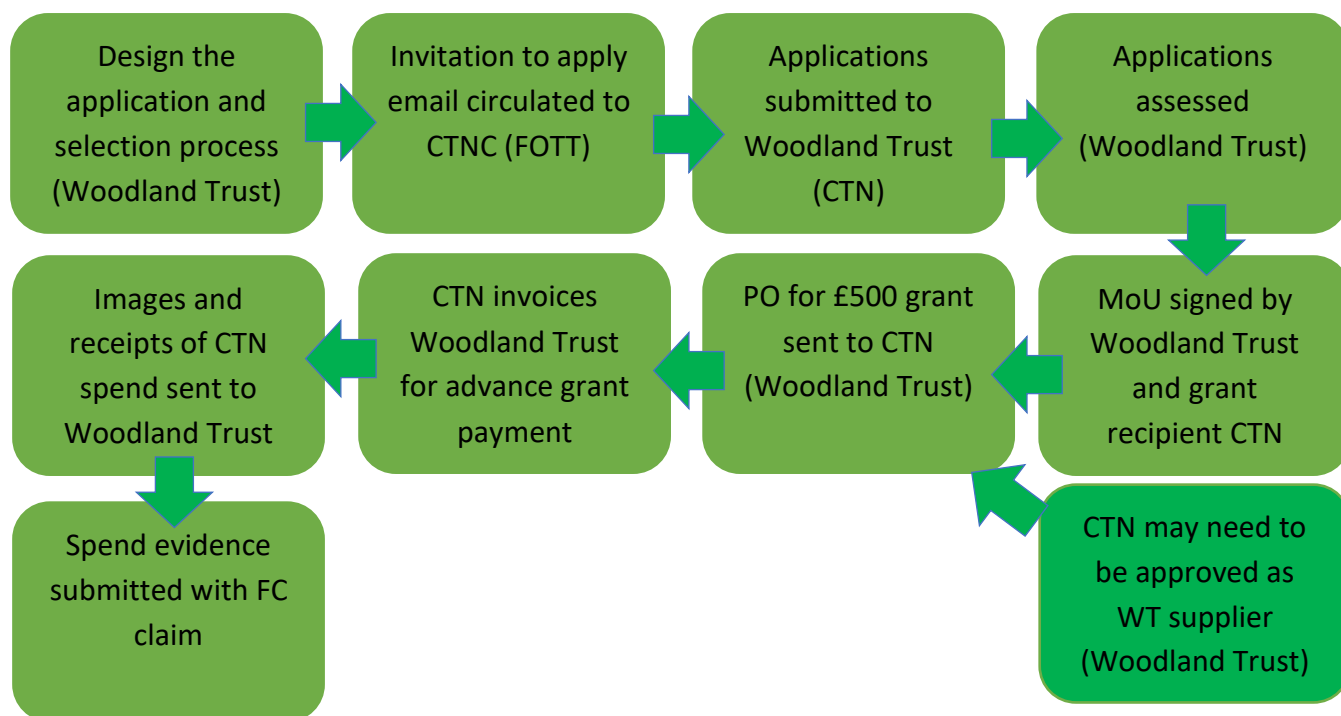 Design the
application and
selection process
(Woodland Trust)
Invitation to apply
email circulated to
CTNC (FOTT)
Applications
submitted to
Woodland Trust
(CTN)
Applications
assessed
(Woodland Trust)
MoU signed by
Woodland Trust
and grant
recipient CTN
CTN may need to
be approved as
WT supplier
(Woodland Trust)
PO for £500 grant
sent to CTN
(Woodland Trust)
CTN invoices
Woodland Trust
for advance grant
payment
Images and
receipts of CTN
spend sent to
Woodland Trust
Spend evidence
submitted with FC
claim